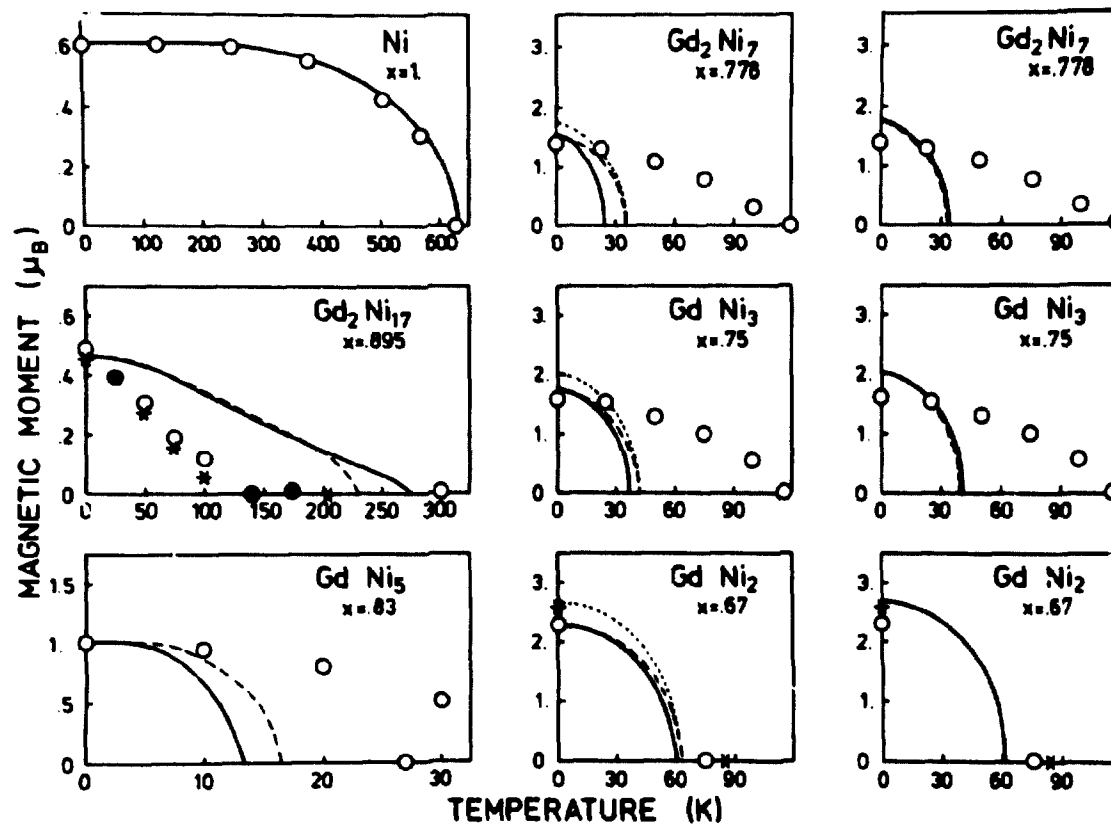 MAGNETIC MOMENT (μB)
Ni
x=1.
.6
.4
.2
0
0 100 200 300 400 500 600
Gd2 Ni7
x=.778
3.
2.
1.
0
0 30 60 90
Gd2 Ni7
x=.778
3.
2.
1.
0
0 30 60 90
Gd2 Ni17
x=.895
.6
.4
.2
0
0 50 100 150 200 250 300
Gd Ni3
x=.75
3.
2.
1.
0
0 30 60 90
Gd Ni3
x=.75
3.
2.
1.
0
0 30 60 90
Gd Ni5
x=.83
1.5
1.
.5
0
0 10 20 30
Gd Ni2
x=.67
3.
2.
1.
0
0 30 60 90
Gd Ni2
x=.67
3.
2.
1.
0
0 30 60 90
TEMPERATURE (K)